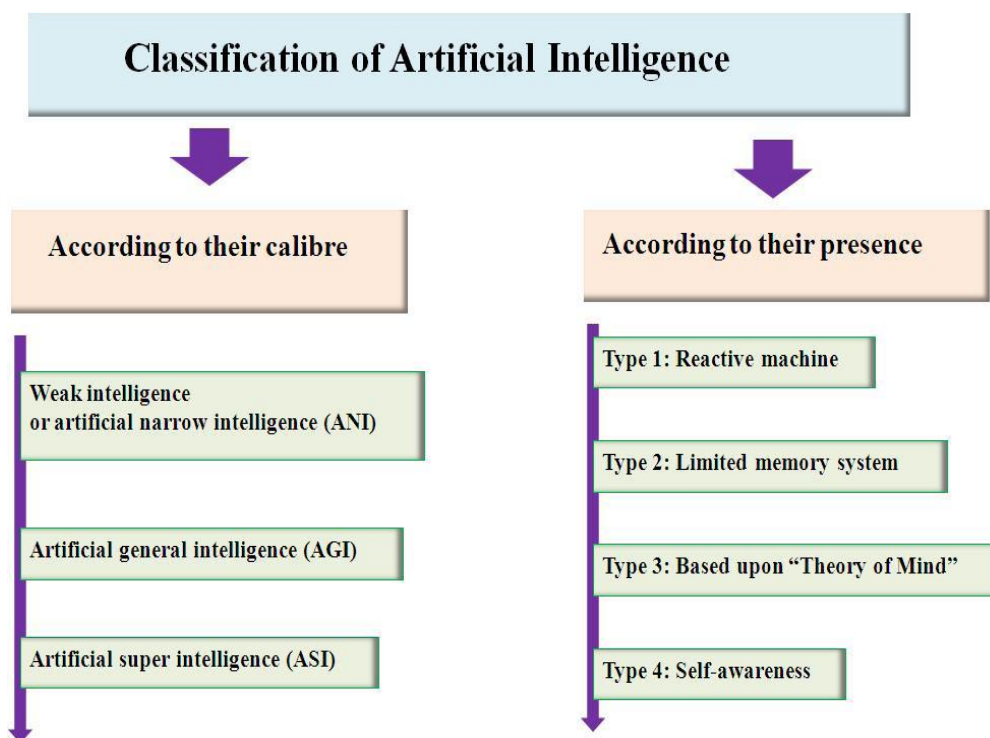 Classification of Artificial Intelligence
According to their calibre
Weak intelligence
or artificial narrow intelligence (ANI)
Artificial general intelligence (AGI)
Artificial super intelligence (ASI)
According to their presence
Type 1: Reactive machine
Type 2: Limited memory system
Type 3: Based upon “Theory of Mind”
Type 4: Self-awareness